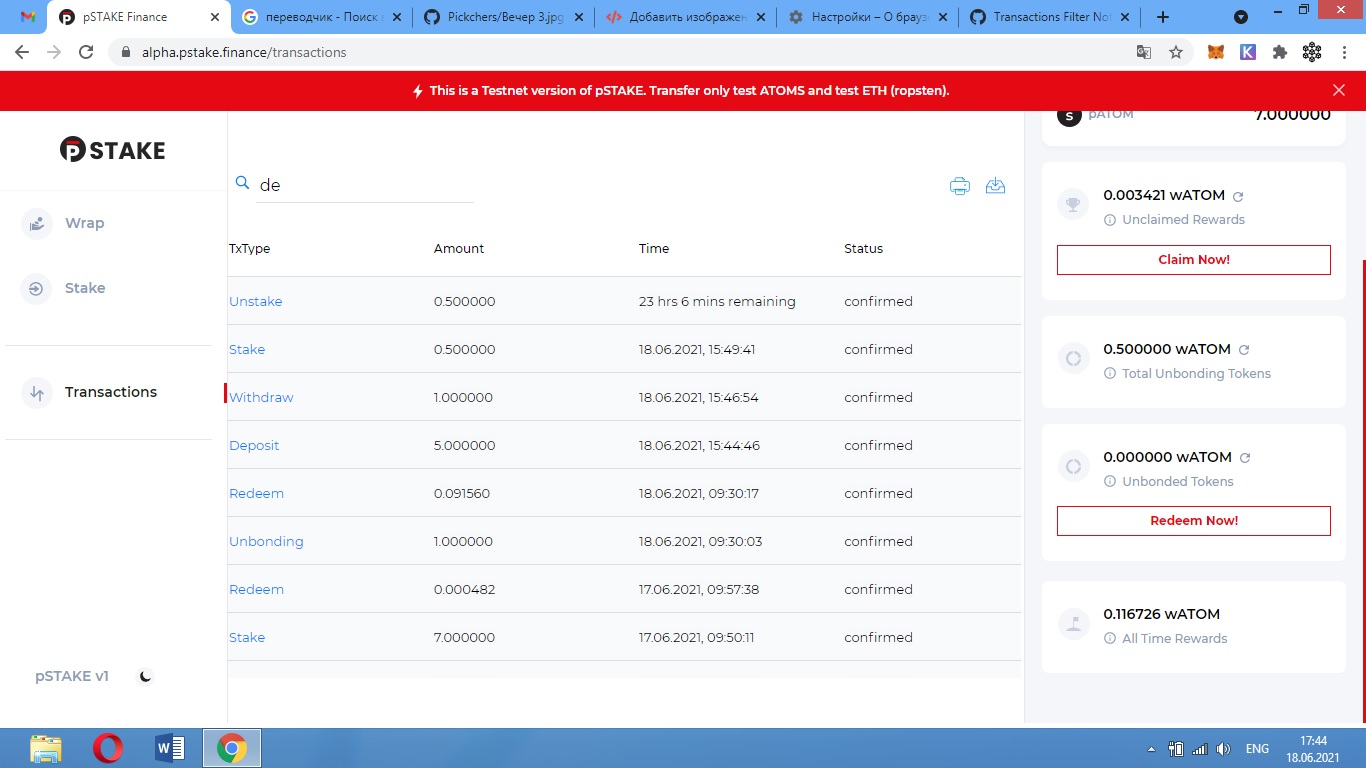 pSTAKE Finance
переводчик - Поиск
Pickchers/Вечер 3.jpg
Добавить изображен
Настройки – О брауз
Transactions Filter Not
alpha.pstake.finance/transactions
This is a Testnet version of pSTAKE. Transfer only test ATOMS and test ETH (ropsten).
pSTAKE
Wrap
Stake
Transactions
pSTAKE v1
de
TxType Amount Time Status
Unstake 0.500000 23 hrs 6 mins remaining confirmed
Stake 0.500000 18.06.2021, 15:49:41 confirmed
Withdraw 1.000000 18.06.2021, 15:46:54 confirmed
Deposit 5.000000 18.06.2021, 15:44:46 confirmed
Redeem 0.091560 18.06.2021, 09:30:17 confirmed
Unbonding 1.000000 18.06.2021, 09:30:03 confirmed
Redeem 0.000482 17.06.2021, 09:57:38 confirmed
Stake 7.000000 17.06.2021, 09:50:11 confirmed
pATOM 7.000000
0.003421 wATOM
Unclaimed Rewards
Claim Now!
0.500000 wATOM
Total Unbonding Tokens
0.000000 wATOM
Unbonded Tokens
Redeem Now!
0.116726 wATOM
All Time Rewards
ENG
17:44
18.06.2021